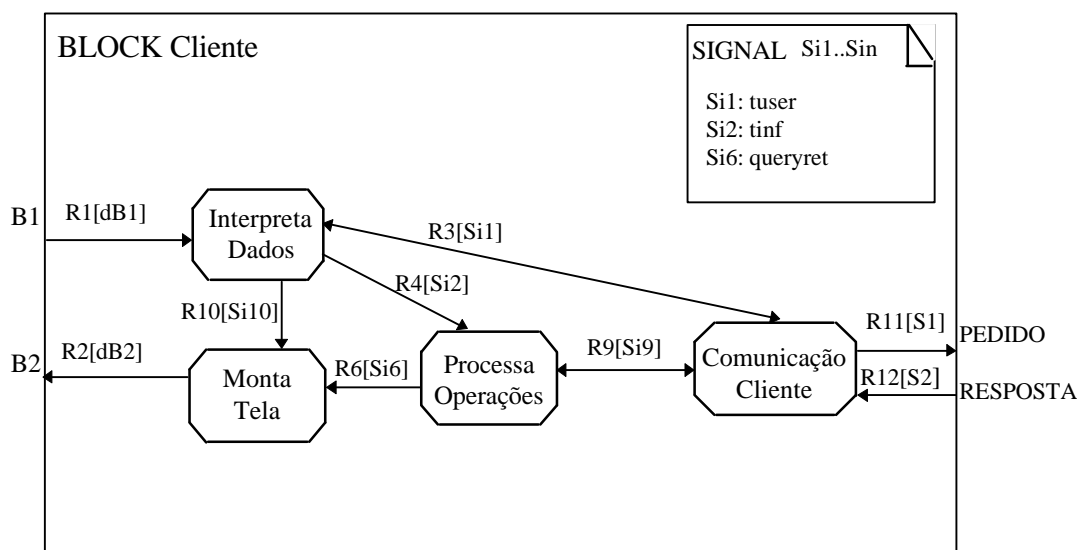 BLOCK Cliente
SIGNAL Si1..Sin
Si1: tuser
Si2: tinf
Si6: queryret
B1
R1[dB1]
Interpreta
Dados
R3[Si1]
R4[Si2]
R10[Si10]
R11[S1]
PEDIDO
B2
R2[dB2]
Monta
Tela
R6[Si6]
Processa
Operações
R9[Si9]
Comunicação
Cliente
R12[S2]
RESPOSTA